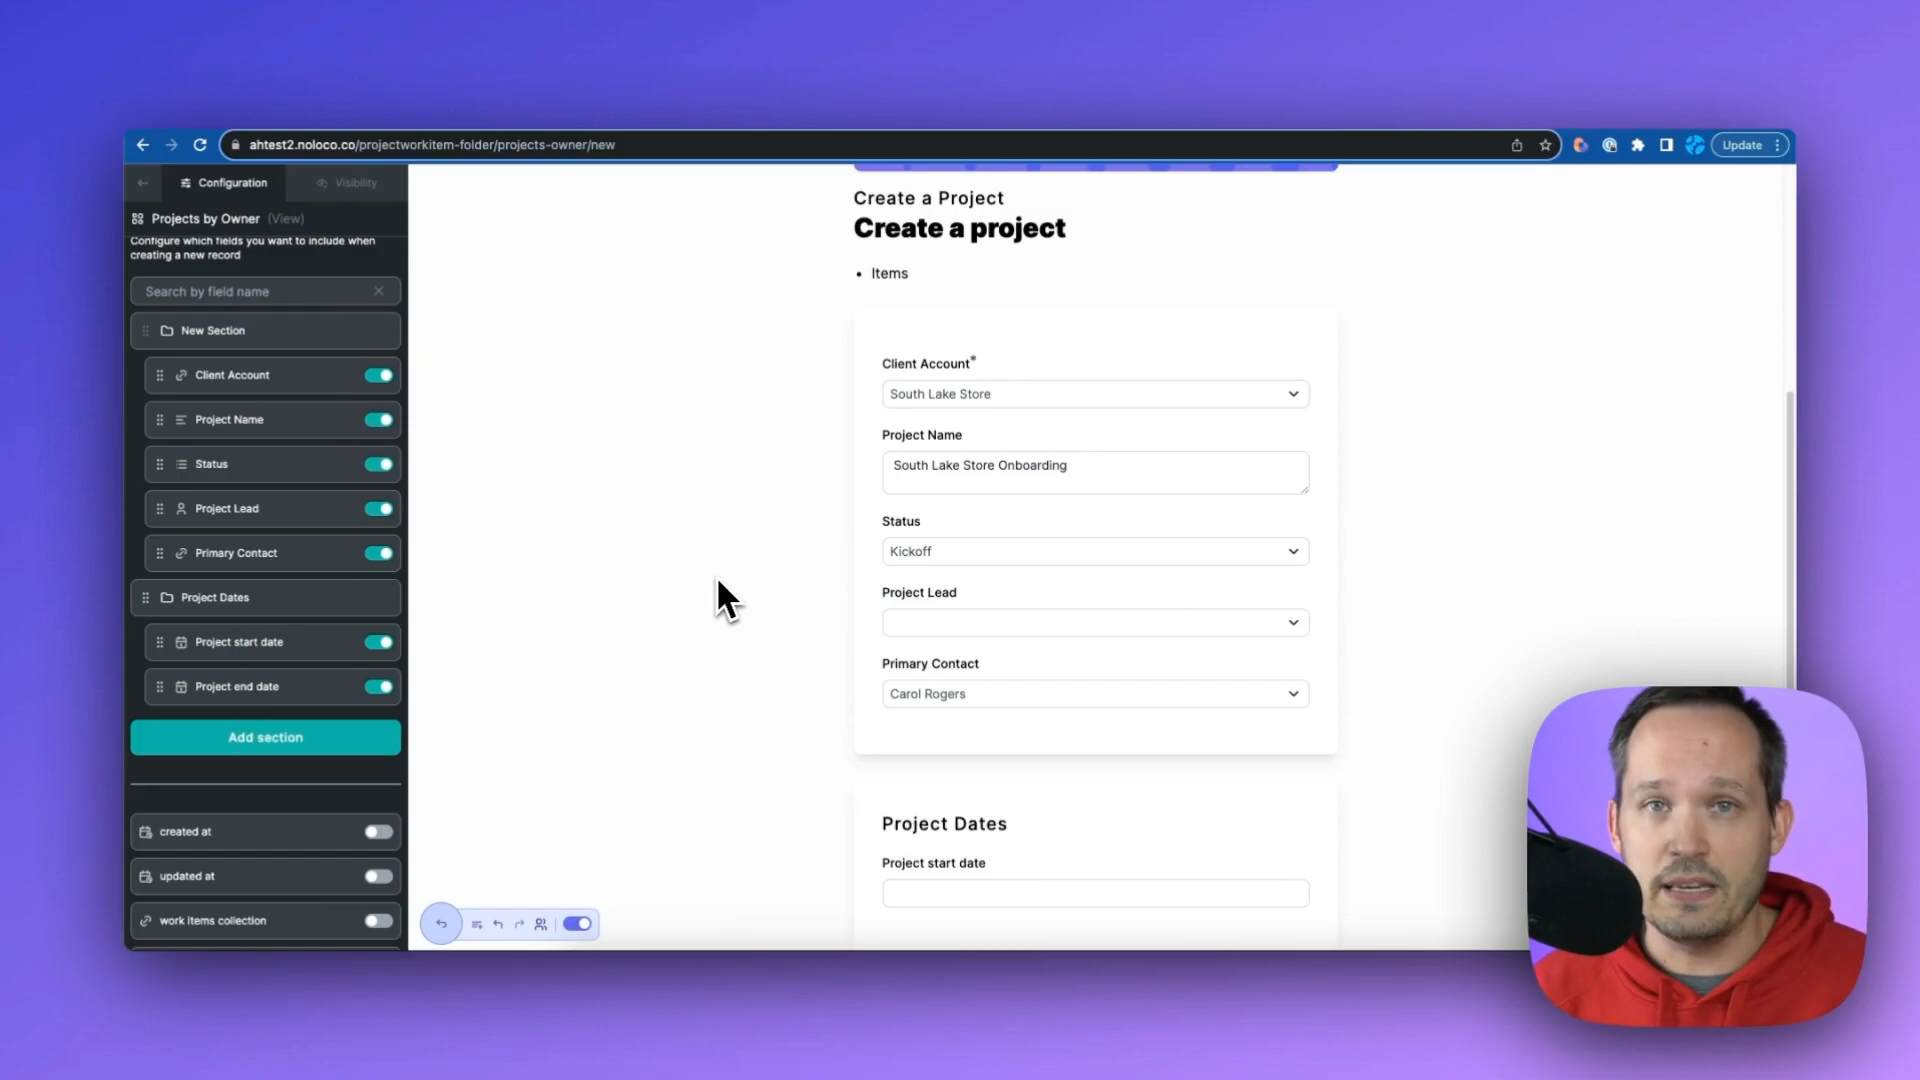 ahtest2.noloco.co/projectworkitem-folder/projects-owner/new
Update
Configuration
Visibility
Projects by Owner (View)
Configure which fields you want to include when
creating a new record
Search by field name
New Section
Client Account
Project Name
Status
Project Lead
Primary Contact
Project Dates
Project start date
Project end date
Add section
created at
updated at
work items collection
Create a Project
Create a project
• Items
Client Account*
South Lake Store
Project Name
South Lake Store Onboarding
Status
Kickoff
Project Lead
Primary Contact
Carol Rogers
Project Dates
Project start date